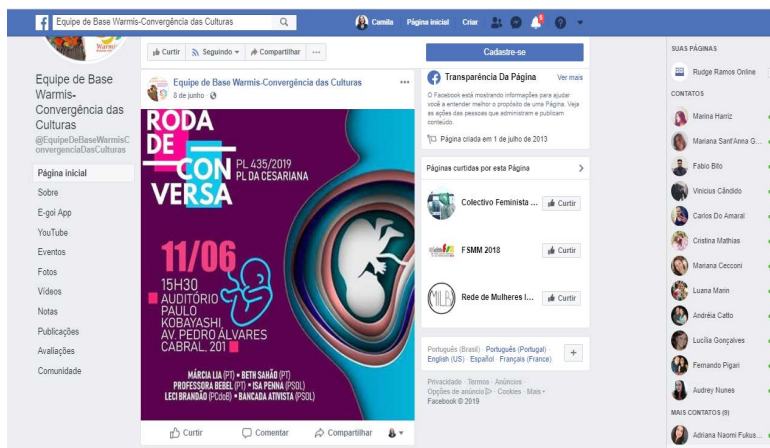 Equipe de Base Warmis-Convergência das Culturas
Camila
Página inicial
Criar
Warmis
Equipe de Base
Warmis-
Convergência das
Culturas
@EquipeDeBaseWarmisC
onvergenciaDasCulturas
Página inicial
Sobre
E-goi App
YouTube
Eventos
Fotos
Vídeos
Notas
Publicações
Avaliações
Comunidade
Curtir
Seguindo
Compartilhar
Equipe de Base Warmis-Convergência das Culturas
8 de junho
RODA
DE
CON
VERSA
PL 435/2019
PL DA CESARIANA
11/06
15H30
AUDITÓRIO
PAULO
KOBAYASHI,
AV. PEDRO ÁLVARES
CABRAL, 201
MÁRCIA LIA (PT) • BETH SAHÃO (PT)
PROFESSORA BEBEL (PT) • ISA PENNA (PSOL)
LECI BRANDÃO (PCdoB) • BANCADA ATIVISTA (PSOL)
Curtir
Comentar
Compartilhar
Cadastre-se
Transparência Da Página
Ver mais
O Facebook está mostrando informações para ajudar
você a entender melhor o propósito de uma Página. Veja
as ações das pessoas que administram e publicam
conteúdo.
Página criada em 1 de julho de 2013
Páginas curtidas por esta Página
Colectivo Feminista ...
Curtir
FSMM 2018
Curtir
MILB
Rede de Mulheres I...
Curtir
Português (Brasil) · Português (Portugal) ·
English (US) · Español · Français (France)
Privacidade · Termos · Anúncios ·
Opções de anúncio · Cookies · Mais
Facebook © 2019
SUAS PÁGINAS
Rudge Ramos Online
CONTATOS
Marina Harriz
Mariana Sant'Anna G...
Fabio Bito
Vinicius Cândido
Carlos Do Amaral
Cristina Mathias
Mariana Cecconi
Luana Marin
Andréia Catto
Lucília Gonçalves
Fernando Pigari
Audrey Nunes
MAIS CONTATOS (9)
Adriana Naomi Fukus...